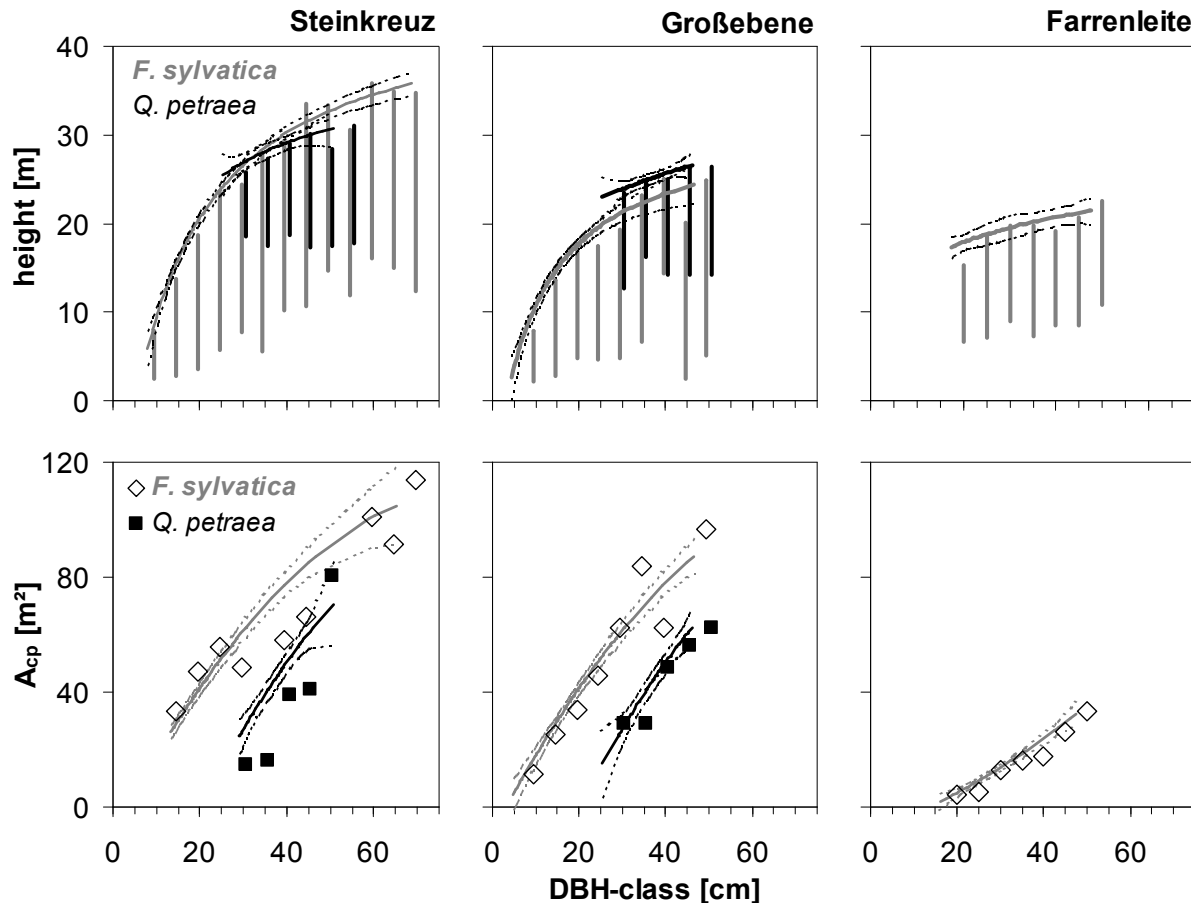 Steinkreuz Großebene Farrenleite
40
F. sylvatica
Q. petraea
30
20
10
0
height [m]
120
F. sylvatica
Q. petraea
80
40
0
A_cp [m²]
0 20 40 60 0 20 40 60 0 20 40 60
DBH-class [cm]